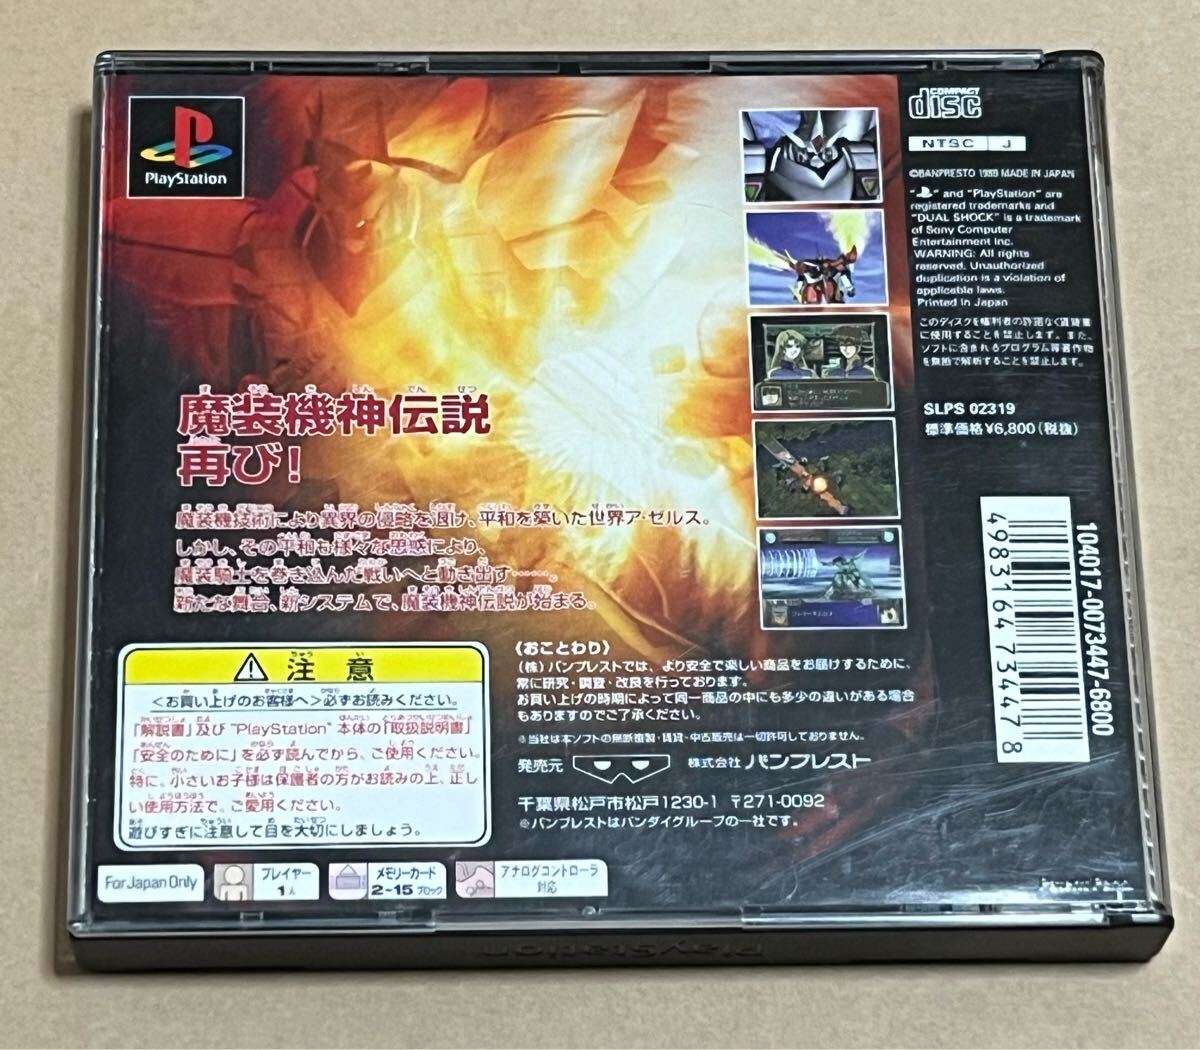 PlayStation
魔装機神伝説
再び!
魔装機技術により異界の侵略を退け、平和を築いた世界ア・ゼルス。
しかし、その平和も様々な思惑により、
魔装騎士を巻き込んだ戦いへと動き出す……。
新たな舞台、新システムで、魔装機神伝説が始まる。
COMPACT
disc
NTSC J
©BANPRESTO 1999 MADE IN JAPAN
" " and "PlayStation" are
registered trademarks and
"DUAL SHOCK" is a trademark
of Sony Computer
Entertainment Inc.
WARNING: All rights
reserved. Unauthorized
duplication is a violation of
applicable laws.
Printed in Japan
このディスクを権利者の許諾なく賃貸業
に使用することを禁止します。また、
ソフトに含まれるプログラム等著作物
を無断で解析することを禁止します。
SLPS 02319
標準価格¥6,800(税抜)
104017-0073447-6800
4983164734478
注意
ちゅうい
<お買い上げのお客様へ>必ずお読みください。
「解説書」及び"PlayStation"本体の「取扱説明書」
「安全のために」を必ず読んでから、ご使用ください。
特に、小さいお子様は保護者の方がお読みの上、正し
い使用方法で、ご愛用ください。
遊びすぎに注意して目を大切にしましょう。
《おことわり》
(株)バンプレストでは、より安全で楽しい商品をお届けするために、
常に研究・調査・改良を行っております。
お買い上げの時期によって同一商品の中にも多少の違いがある場合
もありますのでご了承ください。
※当社は本ソフトの無断複製・賃貸・中古販売は一切許可しておりません。
発売元 株式会社 バンプレスト
千葉県松戸市松戸1230-1 〒271-0092
※バンプレストはバンダイグループの一社です。
For Japan Only
プレイヤー
1人
メモリーカード
2-15ブロック
アナログコントローラ
対応
PlayStation